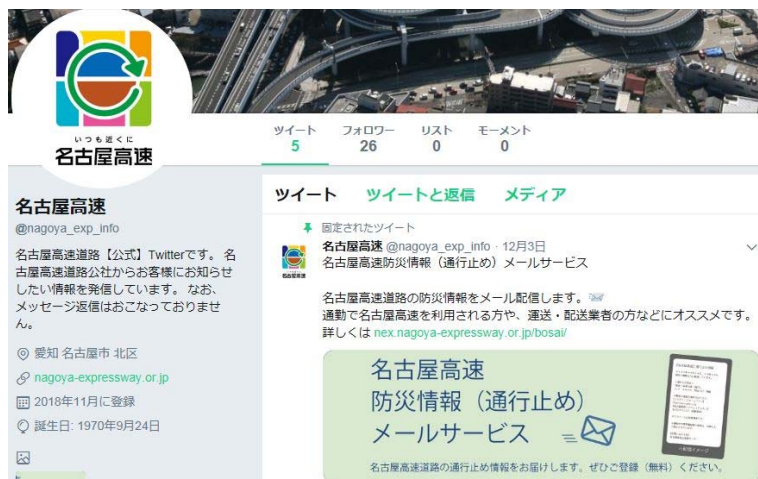 いつも近くに
名古屋高速
ツイート
5
フォロワー
26
リスト
0
モーメント
0
名古屋高速
@nagoya_exp_info
名古屋高速道路【公式】Twitterです。 名
古屋高速道路公社からお客様にお知らせ
したい情報を発信しています。 なお、
メッセージ返信はおこなっておりませ
ん。
愛知 名古屋市 北区
nagoya-expressway.or.jp
2018年11月に登録
誕生日: 1970年9月24日
ツイート ツイートと返信 メディア
固定されたツイート
名古屋高速 @nagoya_exp_info · 12月3日
名古屋高速防災情報（通行止め）メールサービス
名古屋高速道路の防災情報をメール配信します。
通勤で名古屋高速を利用される方や、運送・配送業者の方などにオススメです。
詳しくは nex.nagoya-expressway.or.jp/bosai/
名古屋高速
名古屋高速
防災情報（通行止め）
メールサービス
名古屋高速道路の通行止め情報をお届けします。ぜひご登録（無料）ください。